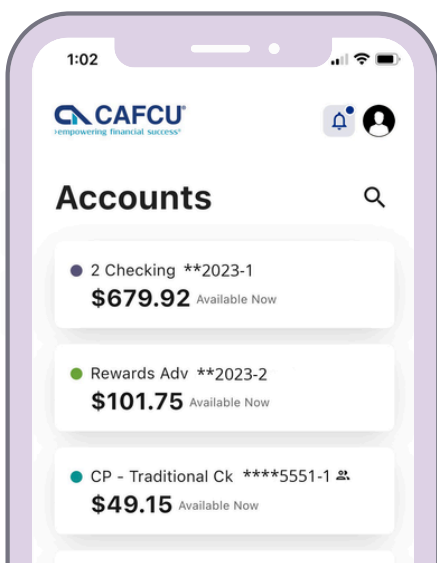 1:02
CAFCU®
empowering financial success®
Accounts
2 Checking **2023-1
$679.92 Available Now
Rewards Adv **2023-2
$101.75 Available Now
CP - Traditional Ck ****5551-1
$49.15 Available Now